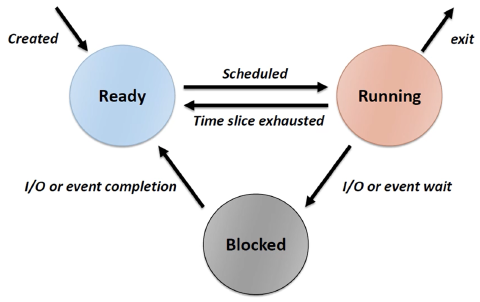 Created
exit
Scheduled
Ready
Running
Time slice exhausted
I/O or event completion
I/O or event wait
Blocked